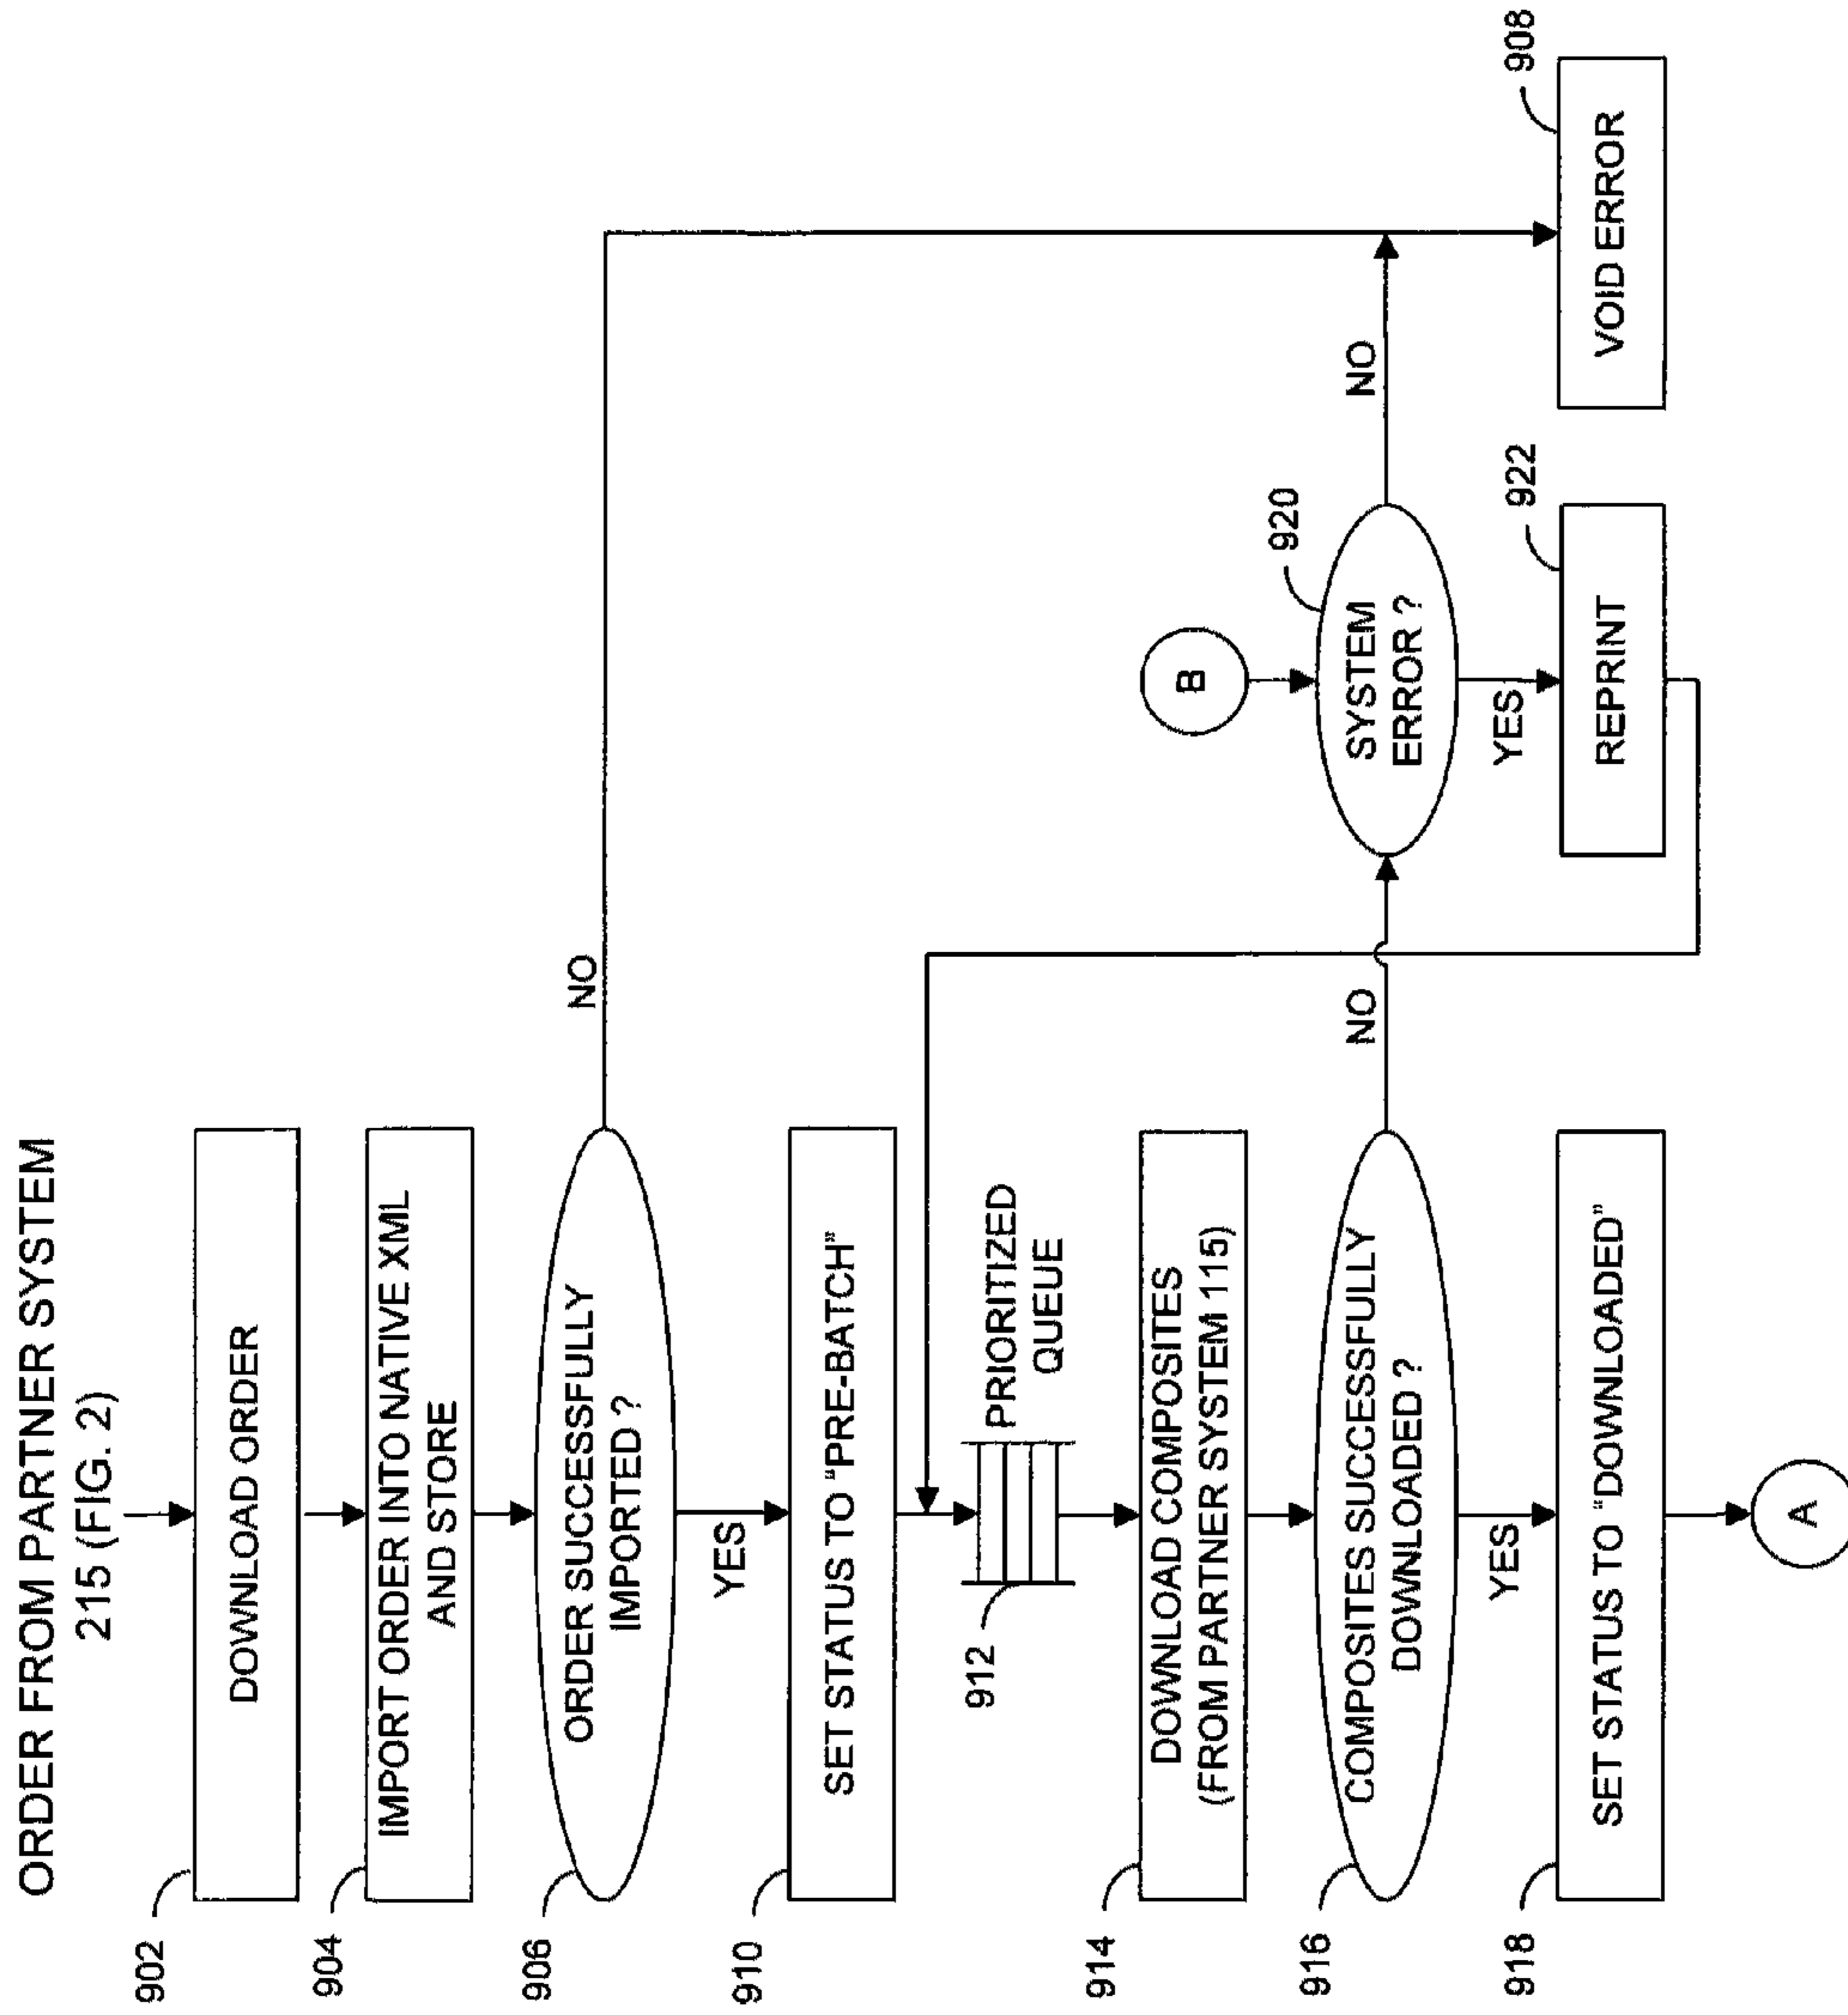 ORDER FROM PARTNER SYSTEM
215 (FIG. 2)
902
DOWNLOAD ORDER
904
IMPORT ORDER INTO NATIVE XML
AND STORE
906
ORDER SUCCESSFULLY
IMPORTED ?
NO
YES
910
SET STATUS TO "PRE-BATCH"
912
PRIORITIZED
QUEUE
914
DOWNLOAD COMPOSITES
(FROM PARTNER SYSTEM 115)
B
916
COMPOSITES SUCCESSFULLY
DOWNLOADED ?
NO
SYSTEM
ERROR ?
920
NO
YES
YES
918
SET STATUS TO "DOWNLOADED"
REPRINT
922
VOID ERROR
908
A